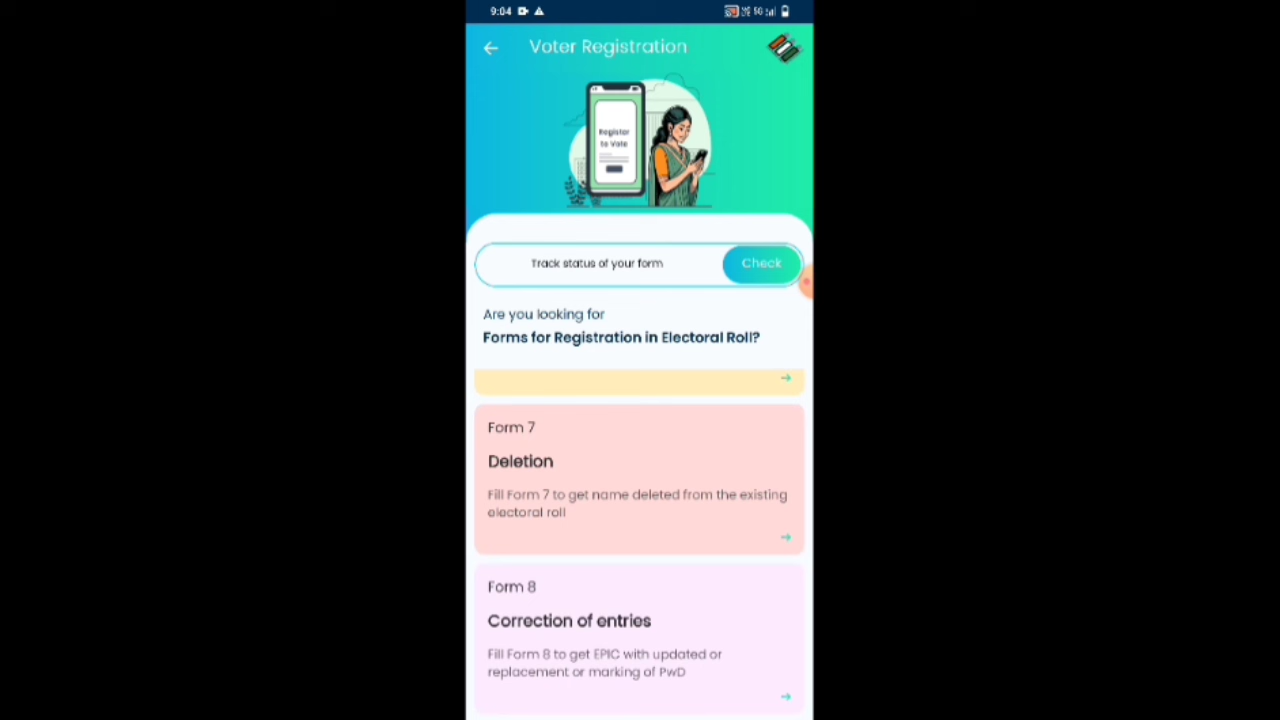 9:04
Voter Registration
Register
to Vote
Track status of your form
Check
Are you looking for
Forms for Registration in Electoral Roll?
Form 7
Deletion
Fill Form 7 to get name deleted from the existing
electoral roll
Form 8
Correction of entries
Fill Form 8 to get EPIC with updated or
replacement or marking of PwD